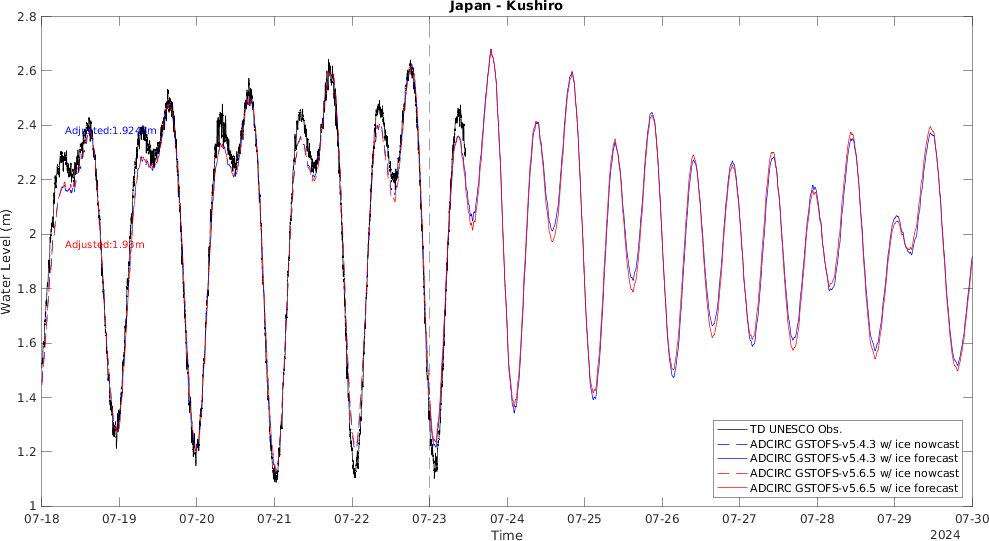 Japan - Kushiro
2.8
2.6
2.4
2.2
2
1.8
1.6
1.4
1.2
1
Water Level (m)
Adjusted:1.924m
Adjusted:1.93m
TD UNESCO Obs.
ADCIRC GSTOFS-v5.4.3 w/ ice nowcast
ADCIRC GSTOFS-v5.4.3 w/ ice forecast
ADCIRC GSTOFS-v5.6.5 w/ ice nowcast
ADCIRC GSTOFS-v5.6.5 w/ ice forecast
07-18 07-19 07-20 07-21 07-22 07-23 07-24 07-25 07-26 07-27 07-28 07-29 07-30
Time
2024